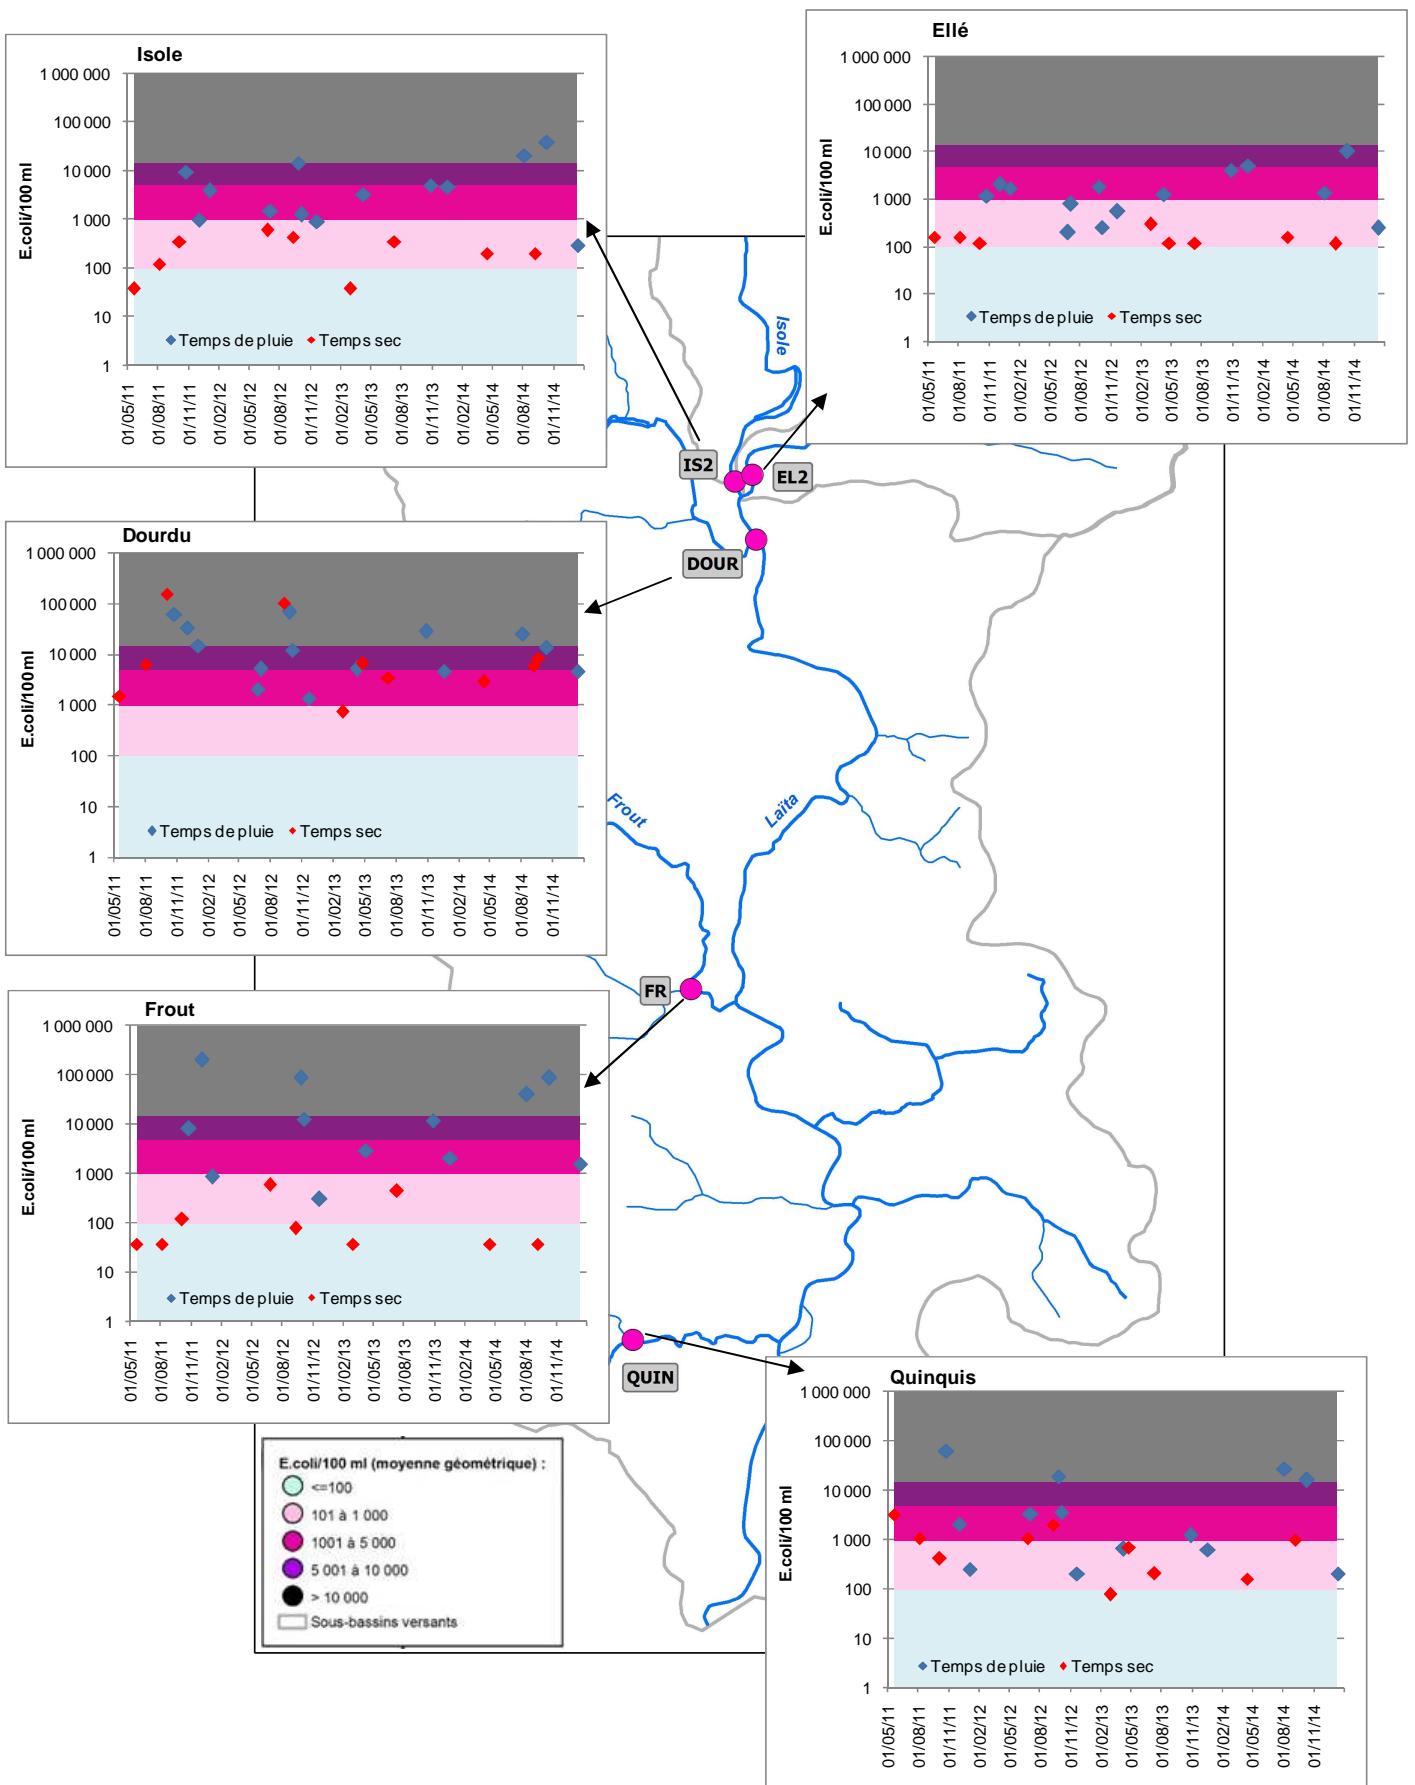 Isole
E.coli/100 ml
1 000 000
100 000
10 000
1 000
100
10
1
Temps de pluie
Temps sec
01/05/11
01/08/11
01/11/11
01/02/12
01/05/12
01/08/12
01/11/12
01/02/13
01/05/13
01/08/13
01/11/13
01/02/14
01/05/14
01/08/14
01/11/14
Ellé
E.coli/100 ml
1 000 000
100 000
10 000
1 000
100
10
1
Temps de pluie
Temps sec
01/05/11
01/08/11
01/11/11
01/02/12
01/05/12
01/08/12
01/11/12
01/02/13
01/05/13
01/08/13
01/11/13
01/02/14
01/05/14
01/08/14
01/11/14
Isole
IS2
EL2
DOUR
Dourdu
E.coli/100 ml
1 000 000
100 000
10 000
1 000
100
10
1
Temps de pluie
Temps sec
01/05/11
01/08/11
01/11/11
01/02/12
01/05/12
01/08/12
01/11/12
01/02/13
01/05/13
01/08/13
01/11/13
01/02/14
01/05/14
01/08/14
01/11/14
Frout
Laïta
FR
Frout
E.coli/100 ml
1 000 000
100 000
10 000
1 000
100
10
1
Temps de pluie
Temps sec
01/05/11
01/08/11
01/11/11
01/02/12
01/05/12
01/08/12
01/11/12
01/02/13
01/05/13
01/08/13
01/11/13
01/02/14
01/05/14
01/08/14
01/11/14
QUIN
Quinquis
E.coli/100 ml
1 000 000
100 000
10 000
1 000
100
10
1
Temps de pluie
Temps sec
01/05/11
01/08/11
01/11/11
01/02/12
01/05/12
01/08/12
01/11/12
01/02/13
01/05/13
01/08/13
01/11/13
01/02/14
01/05/14
01/08/14
01/11/14
E.coli/100 ml (moyenne géométrique) :
<=100
101 à 1 000
1001 à 5 000
5 001 à 10 000
> 10 000
Sous-bassins versants